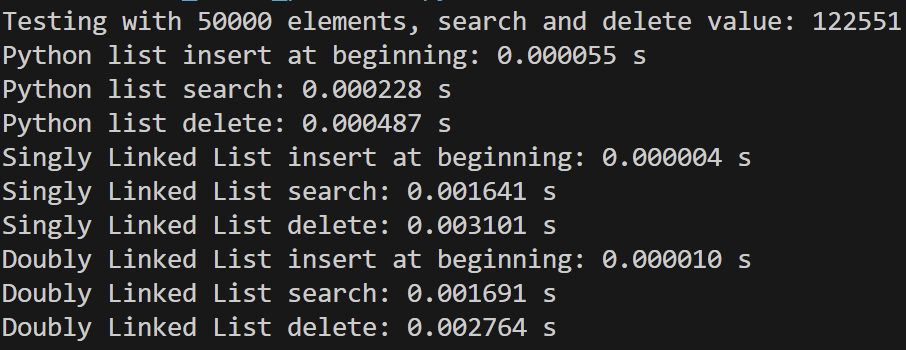 Testing with 50000 elements, search and delete value: 122551
Python list insert at beginning: 0.000055 s
Python list search: 0.000228 s
Python list delete: 0.000487 s
Singly Linked List insert at beginning: 0.000004 s
Singly Linked List search: 0.001641 s
Singly Linked List delete: 0.003101 s
Doubly Linked List insert at beginning: 0.000010 s
Doubly Linked List search: 0.001691 s
Doubly Linked List delete: 0.002764 s